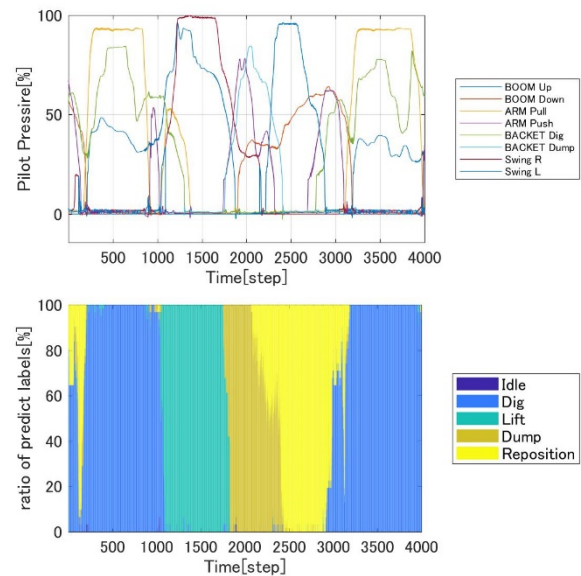 Pilot Pressire[%]
100
50
0
500 1000 1500 2000 2500 3000 3500 4000
Time[step]
BOOM Up
BOOM Down
ARM Pull
ARM Push
BACKET Dig
BACKET Dump
Swing R
Swing L
ratio of predict labels[%]
100
80
60
40
20
0
500 1000 1500 2000 2500 3000 3500 4000
Time[step]
Idle
Dig
Lift
Dump
Reposition